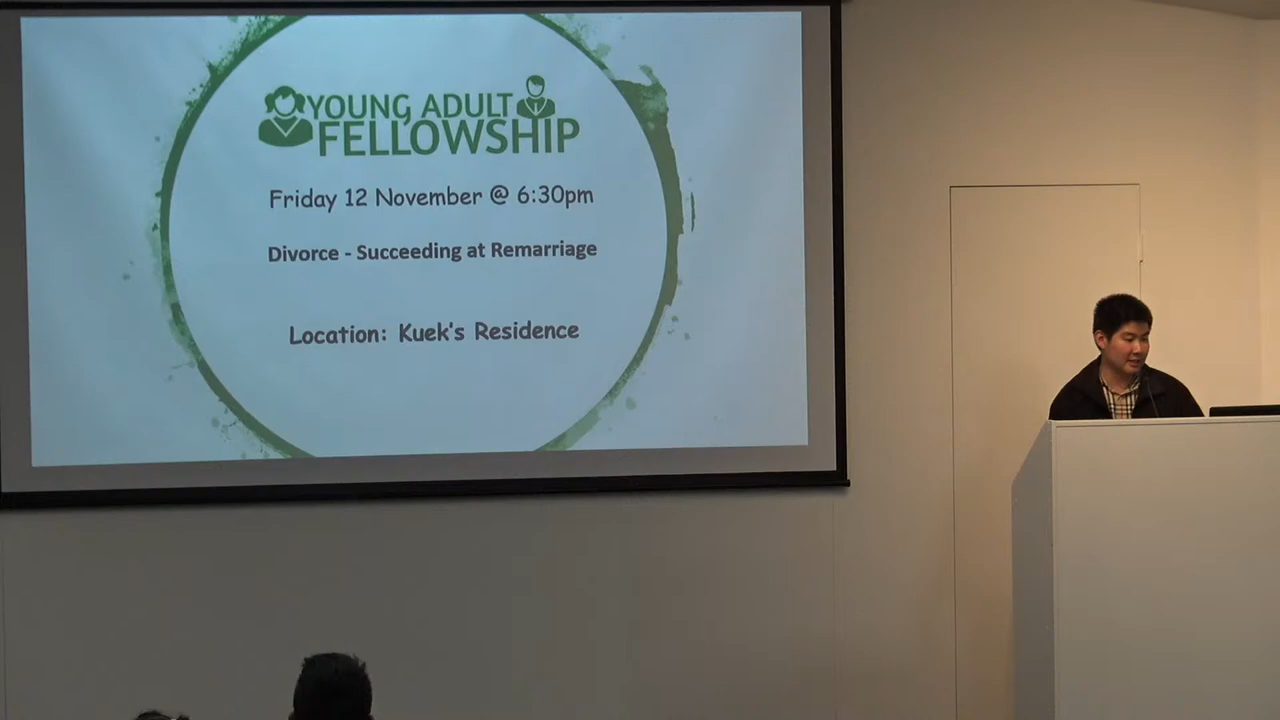 YOUNG ADULT
FELLOWSHIP
Friday 12 November @ 6:30pm
Divorce - Succeeding at Remarriage
Location: Kuek's Residence